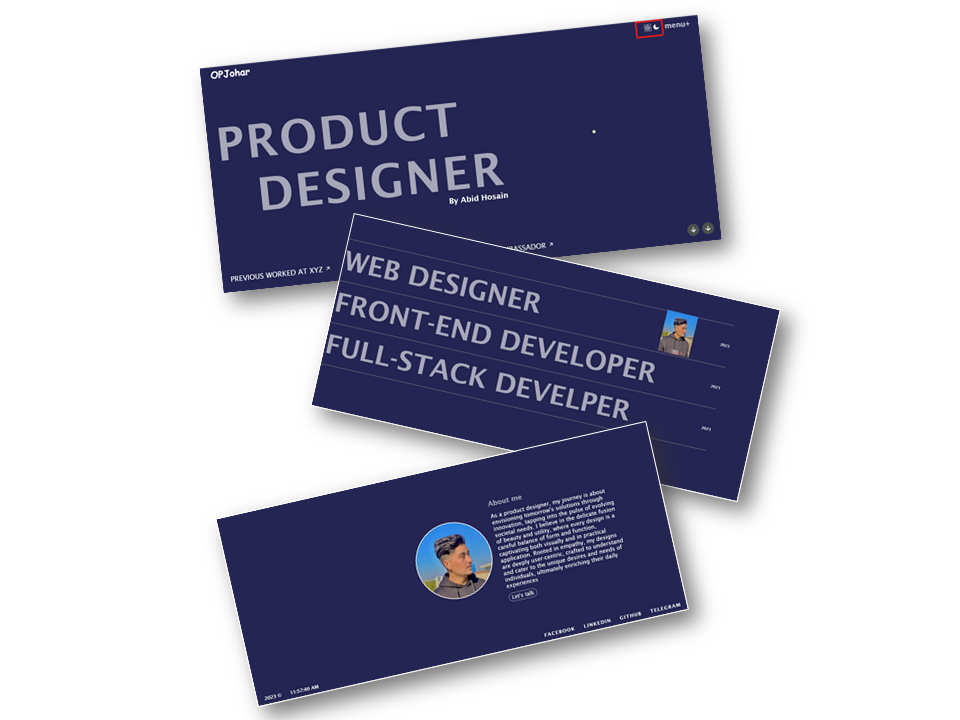 menu+
OPJohar
PRODUCT
DESIGNER
By Abid Hosain
PREVIOUS WORKED AT XYZ
WEB DESIGNER
2023
FRONT-END DEVELOPER
2023
FULL-STACK DEVELPER
2023
About me
As a product designer, my journey is about
envisioning tomorrow's solutions through
innovation, tapping into the pulse of evolving
societal needs. I believe in the delicate fusion
of beauty and utility, where every design is a
careful balance of form and function,
captivating both visually and in practical
application. Rooted in empathy, my designs
are deeply user-centric, crafted to understand
and cater to the unique desires and needs of
individuals, ultimately enriching their daily
experiences
Let's talk
FACEBOOK LINKEDIN GITHUB TELEGRAM
2023 © 11:57:40 AM